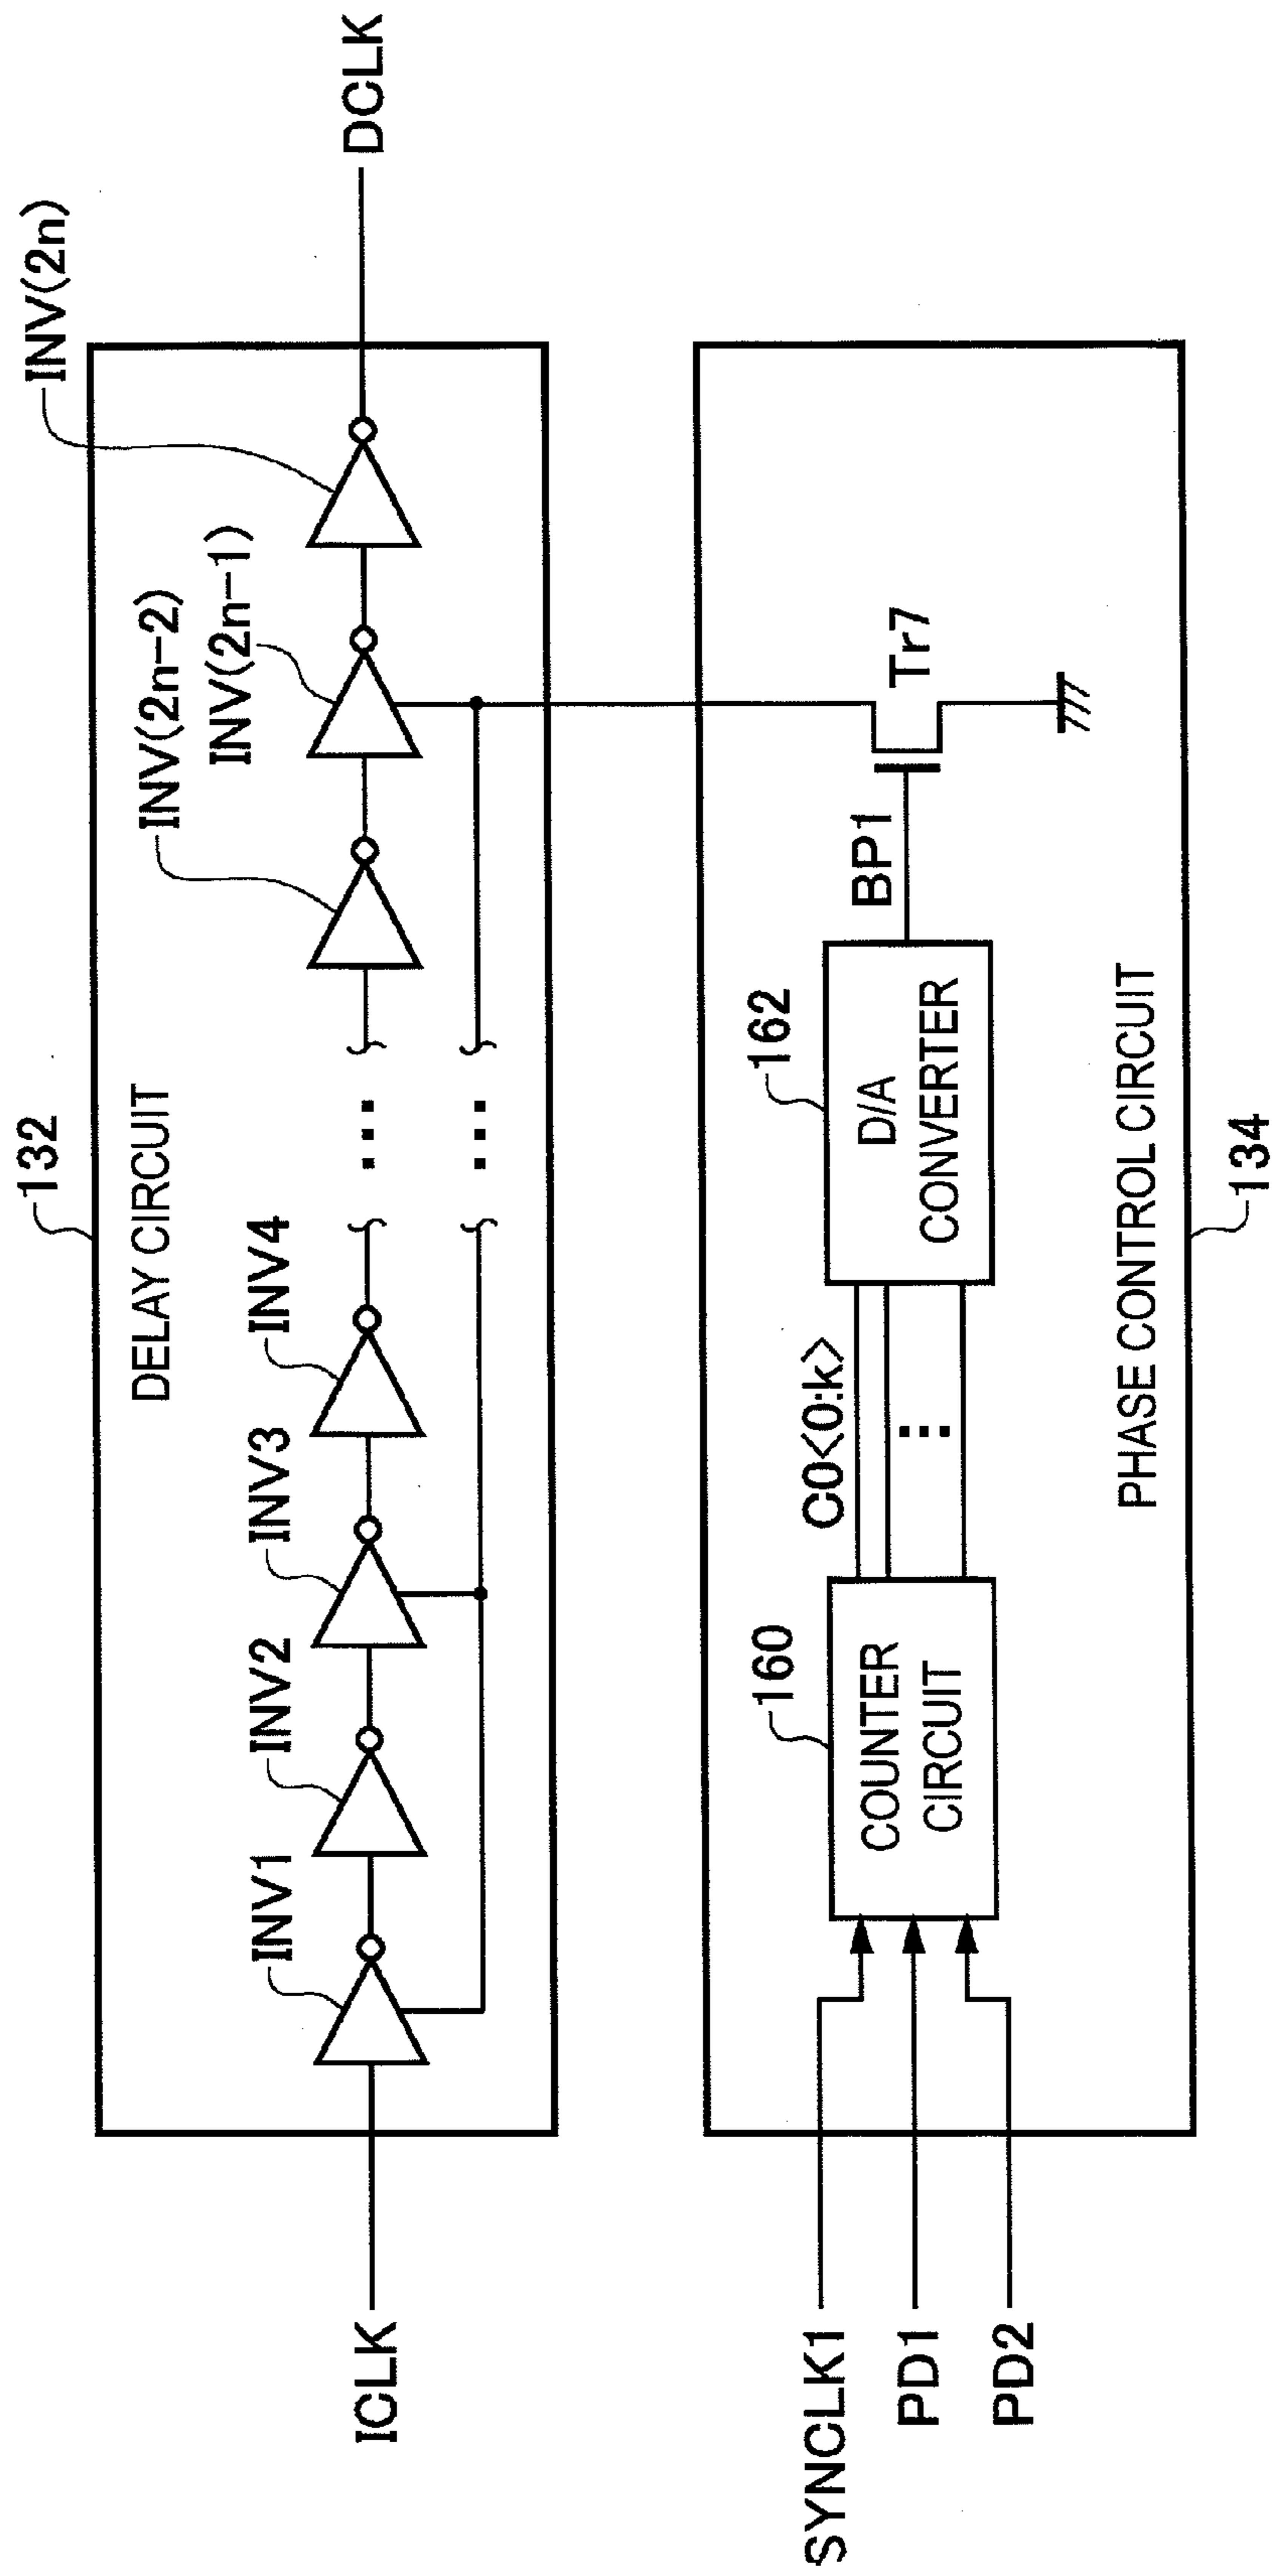 132
DELAY CIRCUIT
INV1
INV2
INV3
INV4
INV(2n-2)
INV(2n-1)
INV(2n)
ICLK
DCLK
SYNCLK1
PD1
PD2
160
COUNTER
CIRCUIT
C0<0:k>
162
D/A
CONVERTER
BP1
Tr7
PHASE CONTROL CIRCUIT
134